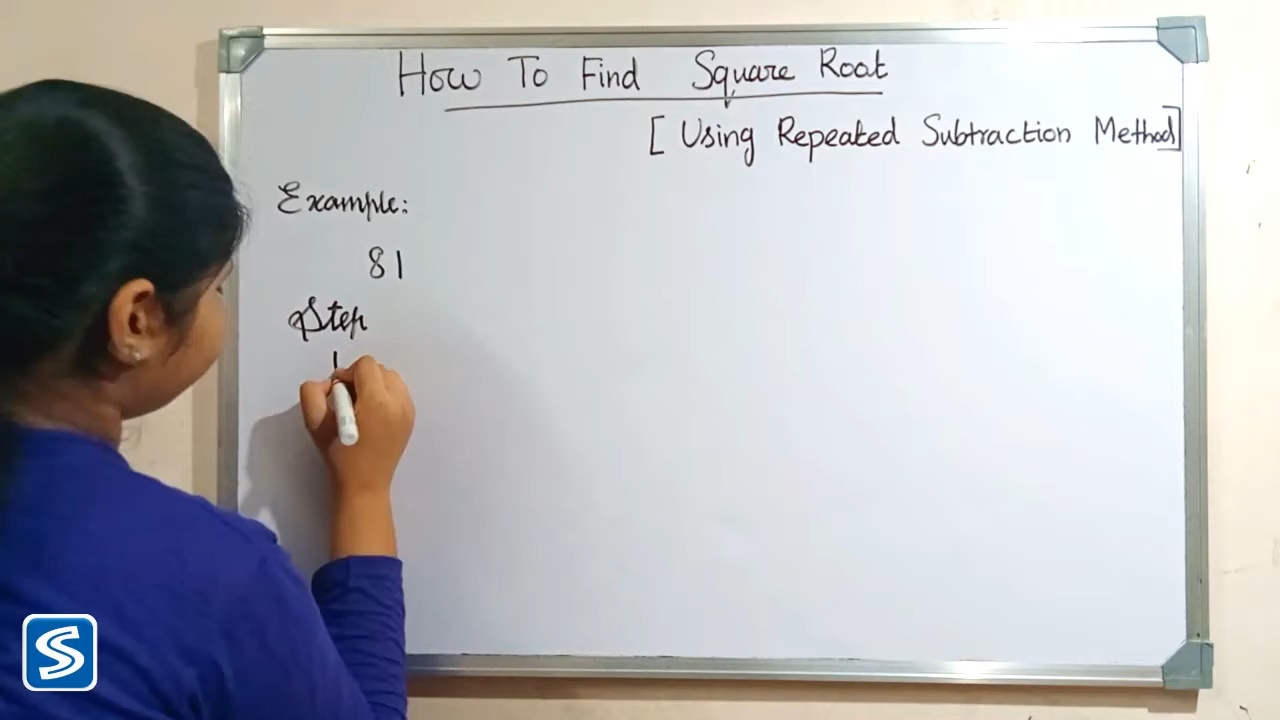 How To Find Square Root
[ Using Repeated Subtraction Method]
Example:
81
Step
1
S